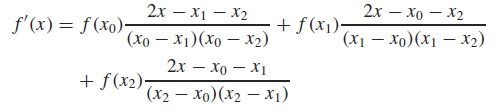 f′(x) = f(x₀) (2x − x₁ − x₂)/((x₀ − x₁)(x₀ − x₂)) + f(x₁) (2x − x₀ − x₂)/((x₁ − x₀)(x₁ − x₂))
+ f(x₂) (2x − x₀ − x₁)/((x₂ − x₀)(x₂ − x₁))